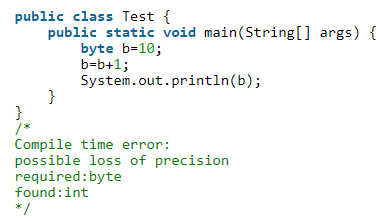 public class Test {
    public static void main(String[] args) {
        byte b=10;
        b=b+1;
        System.out.println(b);
    }
}
/*
Compile time error:
possible loss of precision
required:byte
found:int
*/